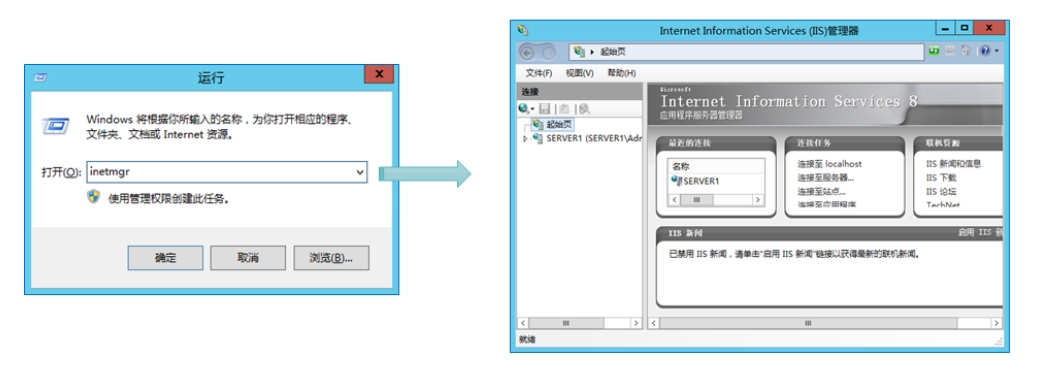 运行
Windows 将根据你所输入的名称，为你打开相应的程序、
文件夹、文档或 Internet 资源。
打开(O):
inetmgr
使用管理权限创建此任务。
确定
取消
浏览(B)...
Internet Information Services (IIS)管理器
起始页
文件(F)
视图(V)
帮助(H)
连接
起始页
SERVER1 (SERVER1\Adr
Microsoft
Internet Information Services 8
应用程序服务器管理器
最近的连接
名称
SERVER1
连接任务
连接至 localhost
连接至服务器...
连接至站点...
连接至应用程序
联机资源
IIS 新闻和信息
IIS 下载
IIS 论坛
TechNet
IIS 新闻
启用 IIS 新
已禁用 IIS 新闻，请单击“启用 IIS 新闻”链接以获得最新的联机新闻。
就绪